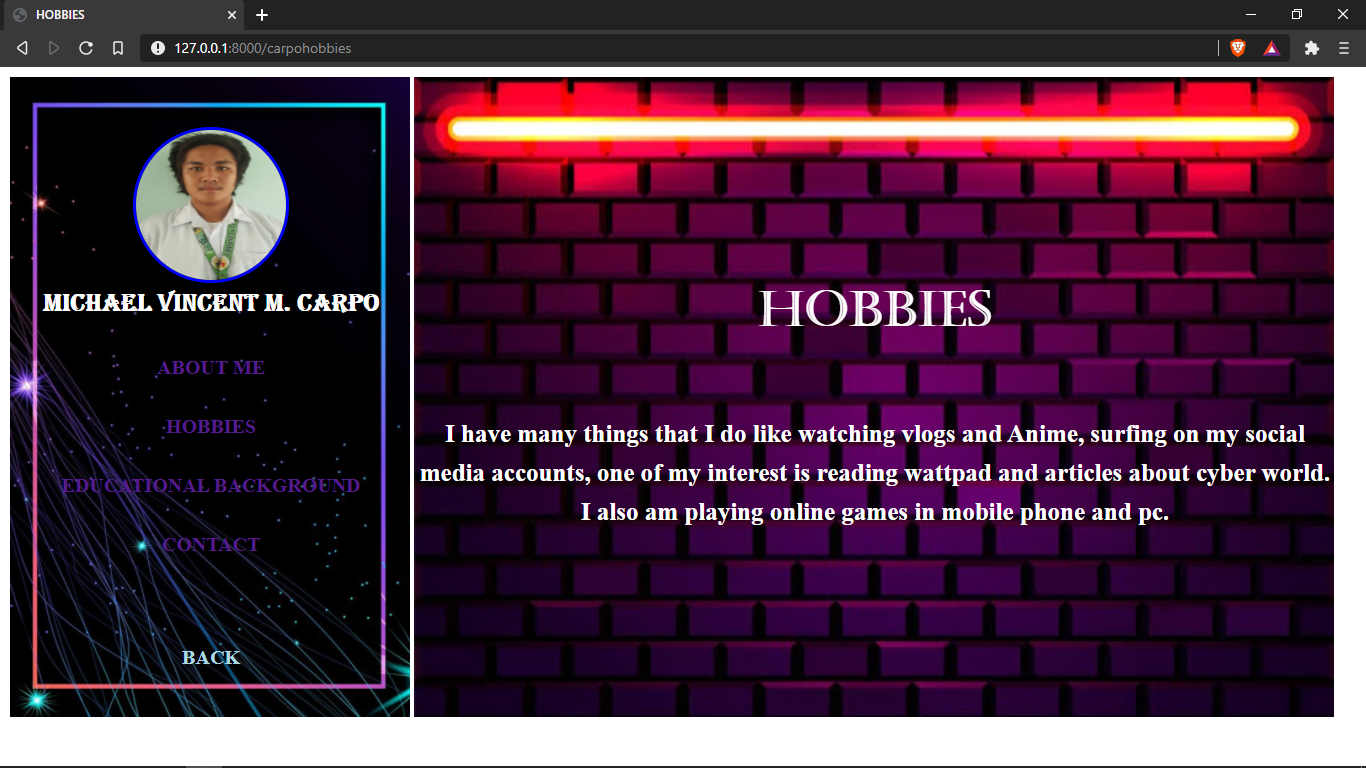 HOBBIES
127.0.0.1:8000/carpohobbies
MICHAEL VINCENT M. CARPO
ABOUT ME
HOBBIES
EDUCATIONAL BACKGROUND
CONTACT
BACK
HOBBIES
I have many things that I do like watching vlogs and Anime, surfing on my social
media accounts, one of my interest is reading wattpad and articles about cyber world.
I also am playing online games in mobile phone and pc.